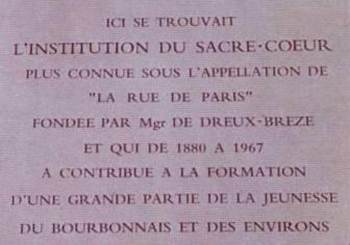 ICI SE TROUVAIT
L'INSTITUTION DU SACRE-COEUR
PLUS CONNUE SOUS L'APPELLATION DE
"LA RUE DE PARIS"
FONDEE PAR Mgr DE DREUX-BREZE
ET QUI DE 1880 A 1967
A CONTRIBUE A LA FORMATION
D'UNE GRANDE PARTIE DE LA JEUNESSE
DU BOURBONNAIS ET DES ENVIRONS